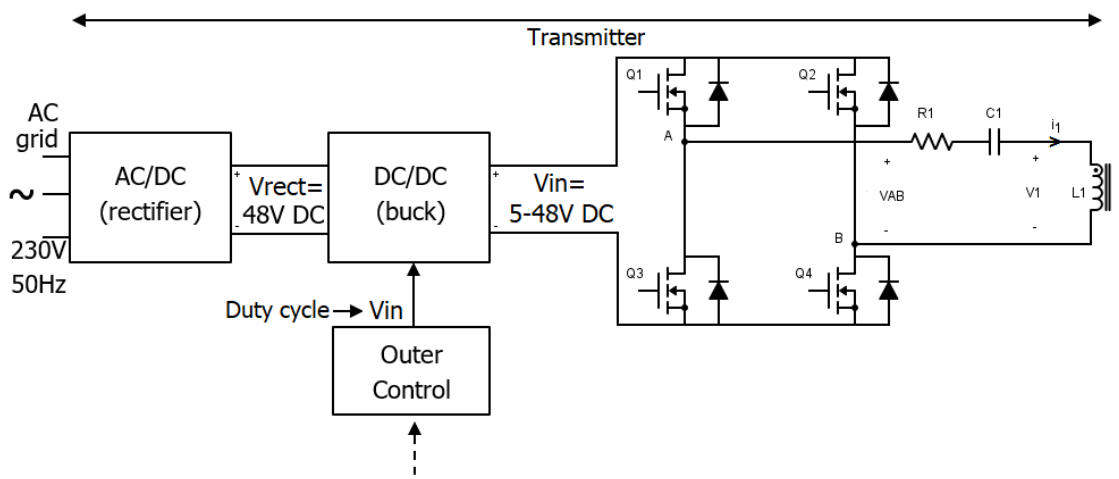 Transmitter
AC
grid
~
230V
50Hz
AC/DC
(rectifier)
+
Vrect=
48V DC
-
DC/DC
(buck)
+
Vin=
5-48V DC
-
Duty cycle
Vin
Outer
Control
Q1
Q2
A
R1
C1
i1
+
VAB
-
+
V1
-
L1
B
Q3
Q4